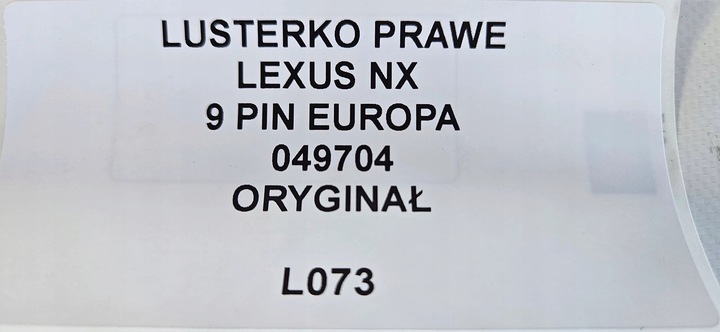 LUSTERKO PRAWE
LEXUS NX
9 PIN EUROPA
049704
ORYGINAŁ
L073